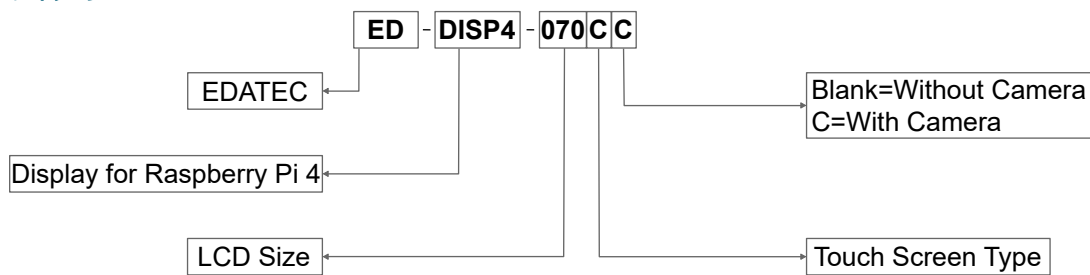 ED - DISP4 - 070 C C
EDATEC
Blank=Without Camera
C=With Camera
Display for Raspberry Pi 4
LCD Size
Touch Screen Type